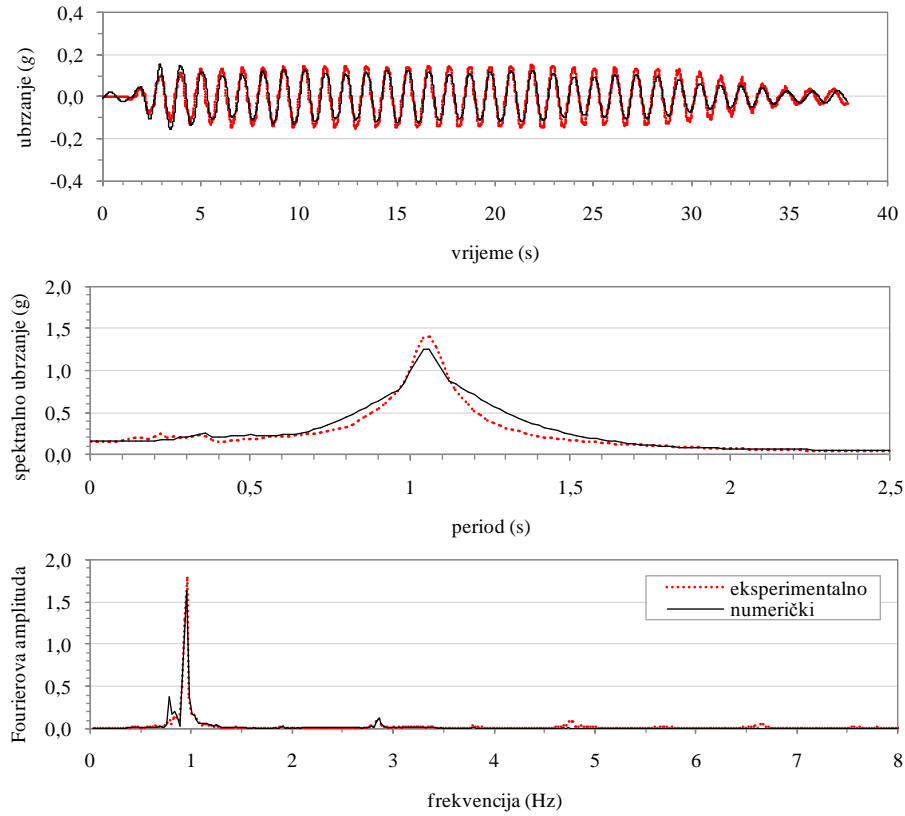 0,4
0,2
0,0
-0,2
-0,4
ubrzanje (g)
0 5 10 15 20 25 30 35 40
vrijeme (s)
2,0
1,5
1,0
0,5
0,0
spektralno ubrzanje (g)
0 0,5 1 1,5 2 2,5
period (s)
2,0
1,5
1,0
0,5
0,0
Fourierova amplituda
eksperimentalno
numerički
0 1 2 3 4 5 6 7 8
frekvencija (Hz)